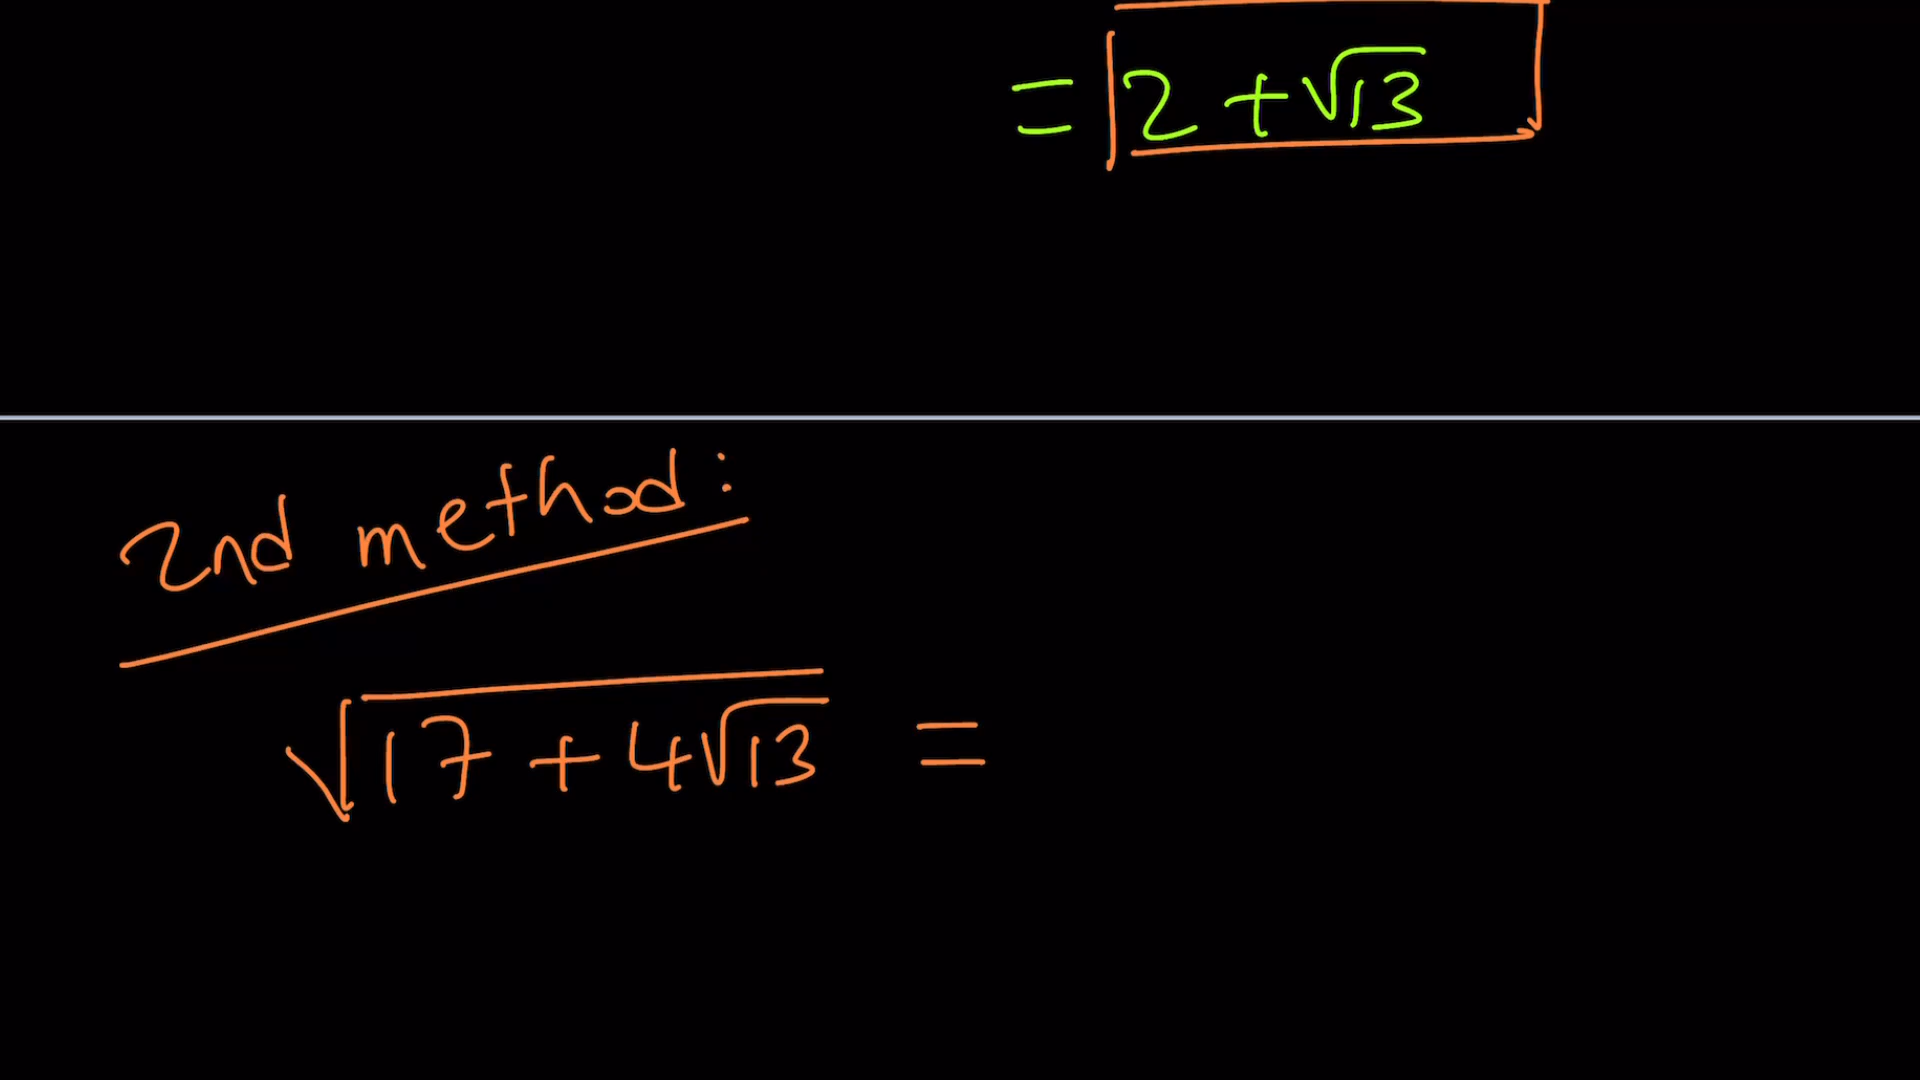 = 2 + √13
2nd method:
√(17 + 4√13) =